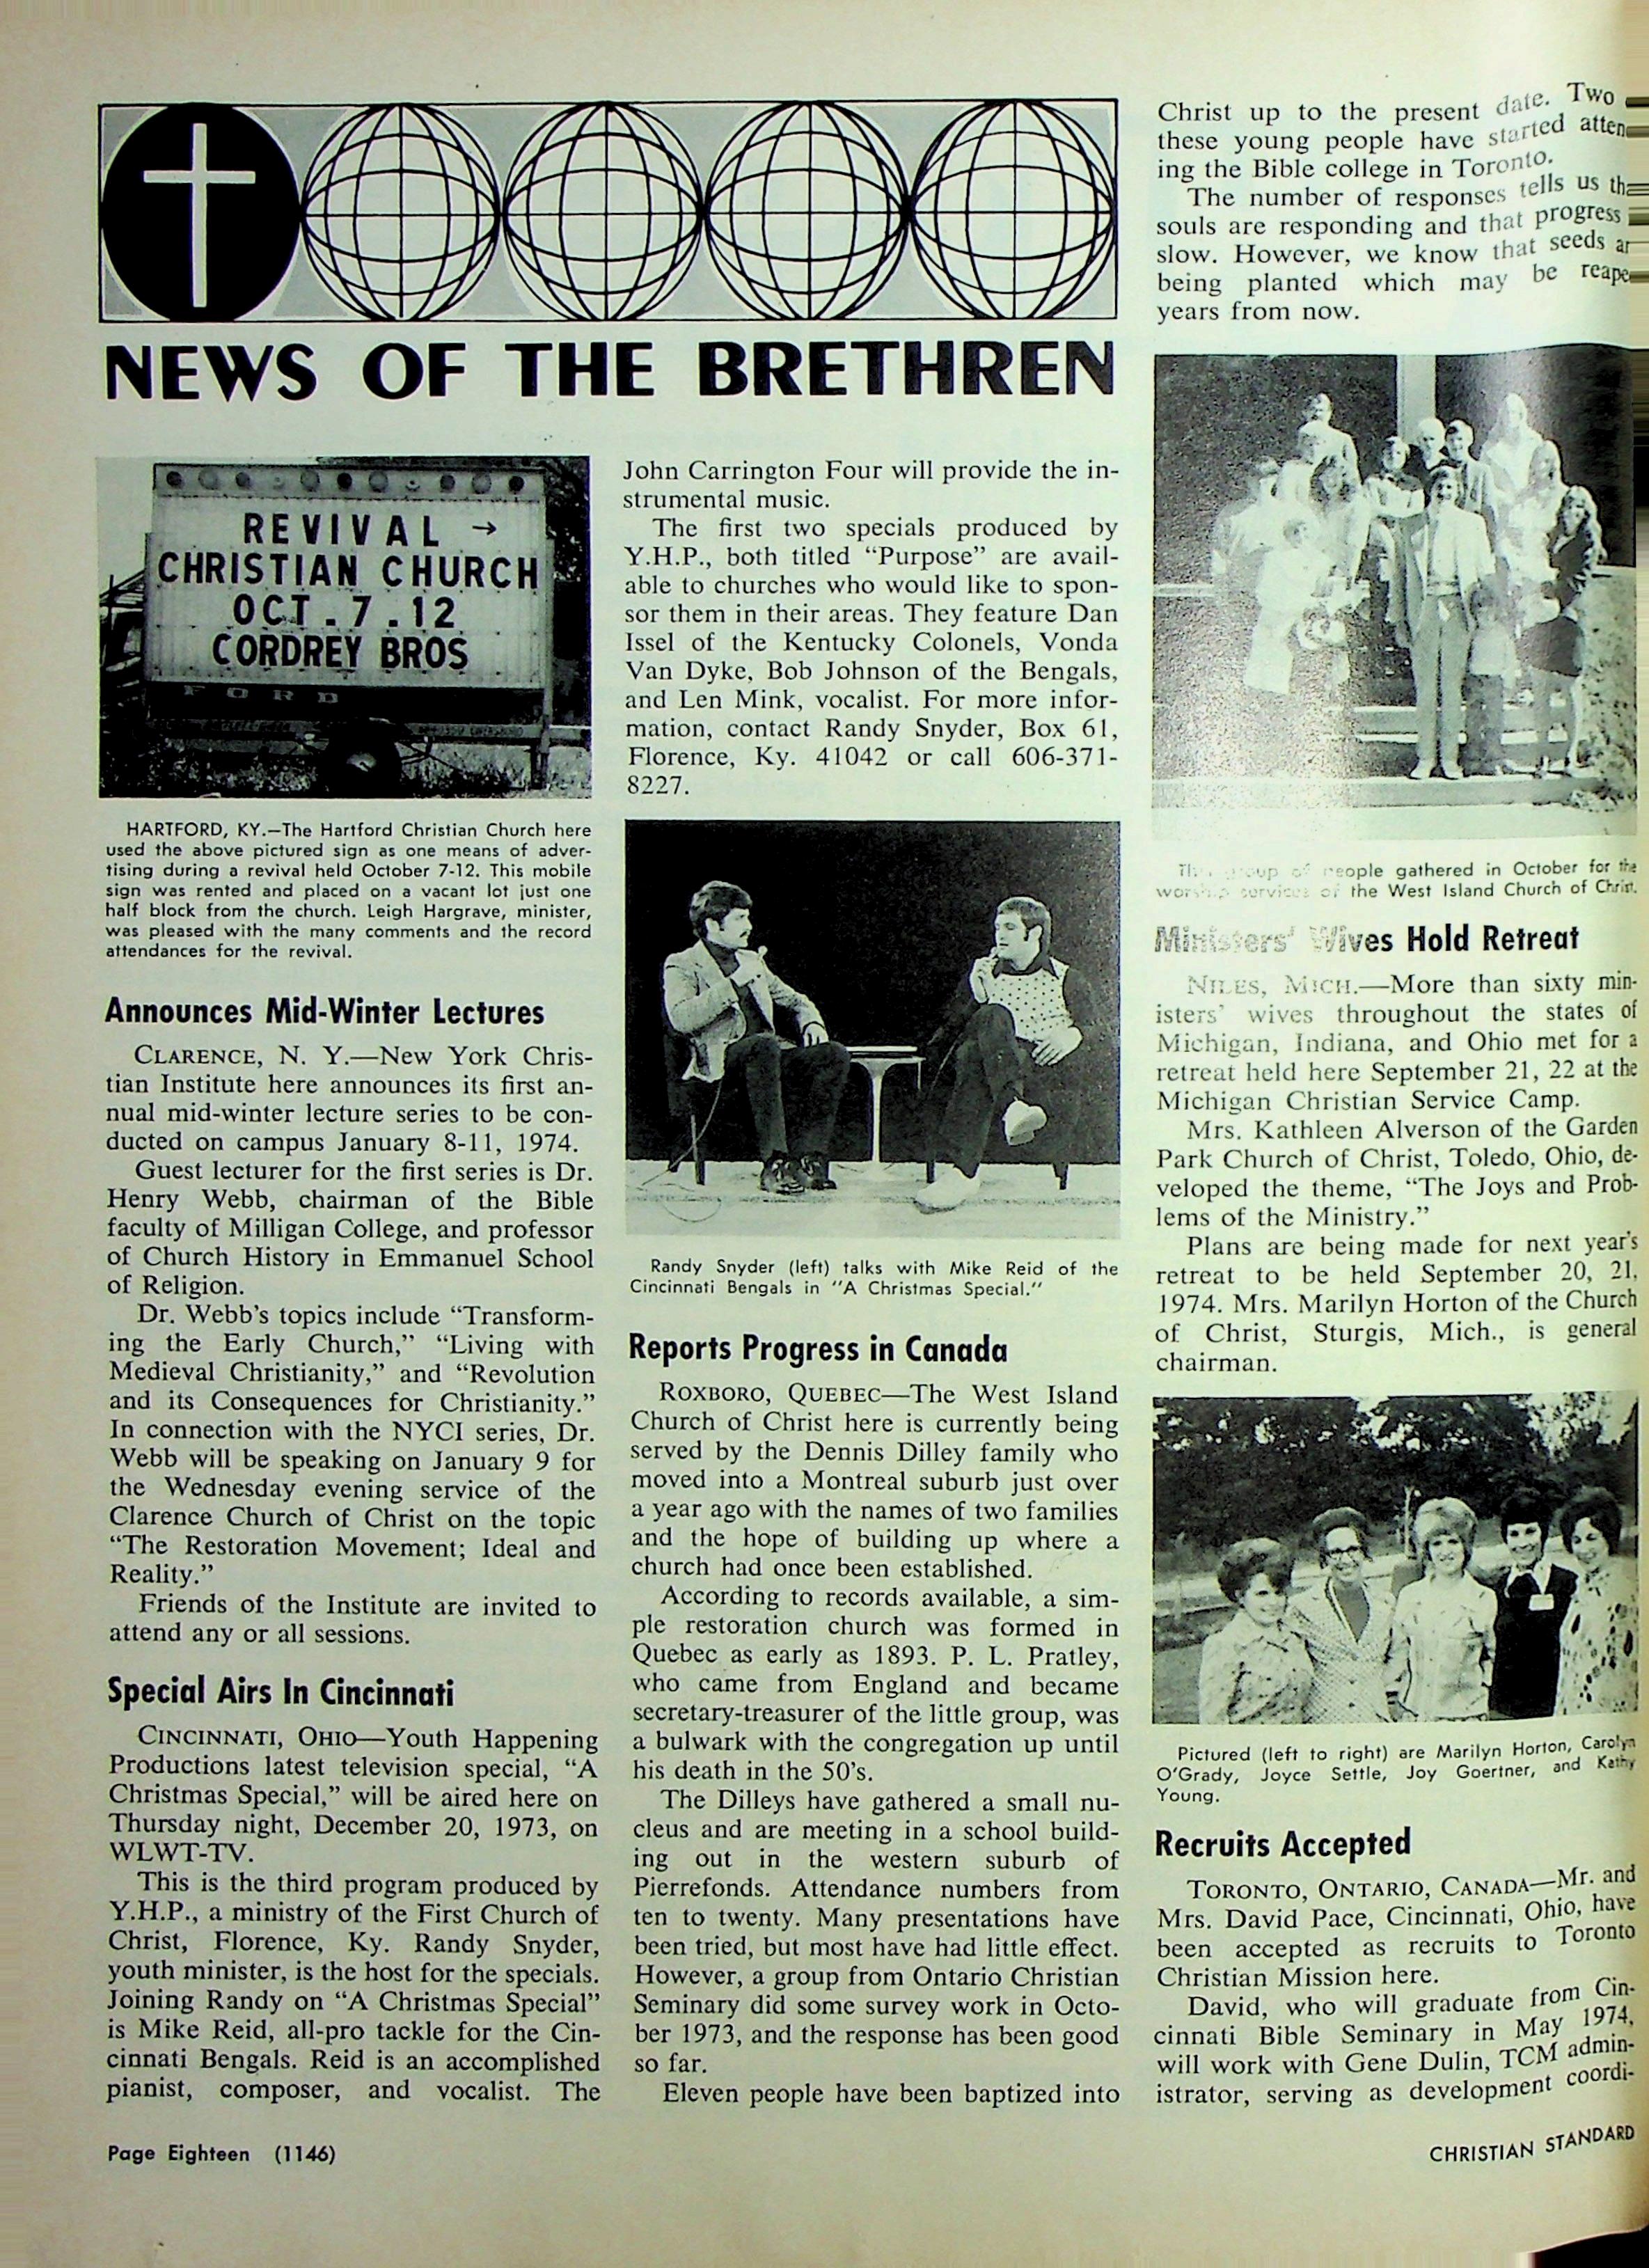 NEWS OF THE BRETHREN
REVIVAL →
CHRISTIAN CHURCH
OCT.7.12
CORDREY BROS
FORD
HARTFORD, KY.—The Hartford Christian Church here
used the above pictured sign as one means of adver-
tising during a revival held October 7-12. This mobile
sign was rented and placed on a vacant lot just one
half block from the church. Leigh Hargrave, minister,
was pleased with the many comments and the record
attendances for the revival.
Announces Mid-Winter Lectures
CLARENCE, N. Y.—New York Chris-
tian Institute here announces its first an-
nual mid-winter lecture series to be con-
ducted on campus January 8-11, 1974.
Guest lecturer for the first series is Dr.
Henry Webb, chairman of the Bible
faculty of Milligan College, and professor
of Church History in Emmanuel School
of Religion.
Dr. Webb's topics include "Transform-
ing the Early Church," "Living with
Medieval Christianity," and "Revolution
and its Consequences for Christianity."
In connection with the NYCI series, Dr.
Webb will be speaking on January 9 for
the Wednesday evening service of the
Clarence Church of Christ on the topic
"The Restoration Movement; Ideal and
Reality."
Friends of the Institute are invited to
attend any or all sessions.
Special Airs In Cincinnati
CINCINNATI, OHIO—Youth Happening
Productions latest television special, "A
Christmas Special," will be aired here on
Thursday night, December 20, 1973, on
WLWT-TV.
This is the third program produced by
Y.H.P., a ministry of the First Church of
Christ, Florence, Ky. Randy Snyder,
youth minister, is the host for the specials.
Joining Randy on "A Christmas Special"
is Mike Reid, all-pro tackle for the Cin-
cinnati Bengals. Reid is an accomplished
pianist, composer, and vocalist. The
John Carrington Four will provide the in-
strumental music.
The first two specials produced by
Y.H.P., both titled "Purpose" are avail-
able to churches who would like to spon-
sor them in their areas. They feature Dan
Issel of the Kentucky Colonels, Vonda
Van Dyke, Bob Johnson of the Bengals,
and Len Mink, vocalist. For more infor-
mation, contact Randy Snyder, Box 61,
Florence, Ky. 41042 or call 606-371-
8227.
Randy Snyder (left) talks with Mike Reid of the
Cincinnati Bengals in "A Christmas Special."
Reports Progress in Canada
ROXBORO, QUEBEC—The West Island
Church of Christ here is currently being
served by the Dennis Dilley family who
moved into a Montreal suburb just over
a year ago with the names of two families
and the hope of building up where a
church had once been established.
According to records available, a sim-
ple restoration church was formed in
Quebec as early as 1893. P. L. Pratley,
who came from England and became
secretary-treasurer of the little group, was
a bulwark with the congregation up until
his death in the 50's.
The Dilleys have gathered a small nu-
cleus and are meeting in a school build-
ing out in the western suburb of
Pierrefonds. Attendance numbers from
ten to twenty. Many presentations have
been tried, but most have had little effect.
However, a group from Ontario Christian
Seminary did some survey work in Octo-
ber 1973, and the response has been good
so far.
Eleven people have been baptized into
Christ up to the present date. Two
these young people have started atten
ing the Bible college in Toronto.
The number of responses tells us th
souls are responding and that progress
slow. However, we know that seeds ar
being planted which may be reape
years from now.
This group of people gathered in October for the
worship services of the West Island Church of Christ.
Ministers' Wives Hold Retreat
NILES, MICH.—More than sixty min-
isters' wives throughout the states of
Michigan, Indiana, and Ohio met for a
retreat held here September 21, 22 at the
Michigan Christian Service Camp.
Mrs. Kathleen Alverson of the Garden
Park Church of Christ, Toledo, Ohio, de-
veloped the theme, "The Joys and Prob-
lems of the Ministry."
Plans are being made for next year's
retreat to be held September 20, 21,
1974. Mrs. Marilyn Horton of the Church
of Christ, Sturgis, Mich., is general
chairman.
Pictured (left to right) are Marilyn Horton, Carolyn
O'Grady, Joyce Settle, Joy Goertner, and Kathy
Young.
Recruits Accepted
TORONTO, ONTARIO, CANADA—Mr. and
Mrs. David Pace, Cincinnati, Ohio, have
been accepted as recruits to Toronto
Christian Mission here.
David, who will graduate from Cin-
cinnati Bible Seminary in May 1974,
will work with Gene Dulin, TCM admin-
istrator, serving as development coordi-
Page Eighteen (1146)
CHRISTIAN STANDARD